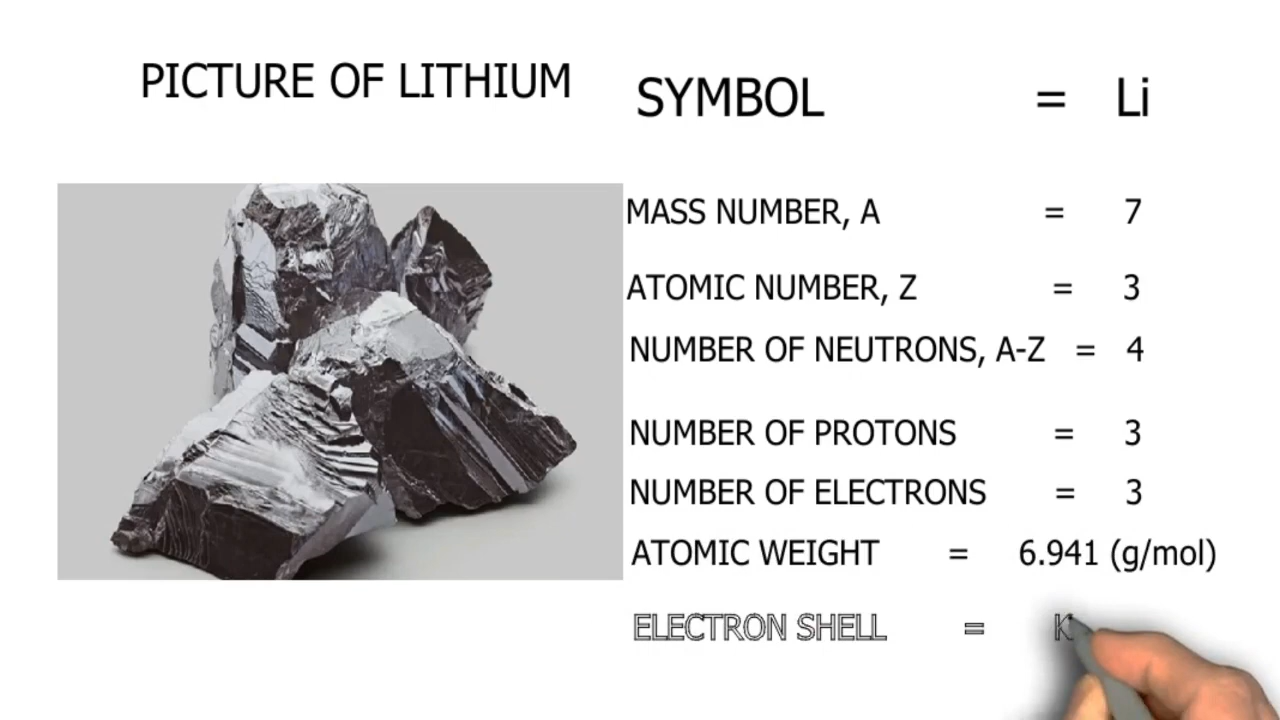 PICTURE OF LITHIUM
SYMBOL = Li
MASS NUMBER, A = 7
ATOMIC NUMBER, Z = 3
NUMBER OF NEUTRONS, A-Z = 4
NUMBER OF PROTONS = 3
NUMBER OF ELECTRONS = 3
ATOMIC WEIGHT = 6.941 (g/mol)
ELECTRON SHELL = K